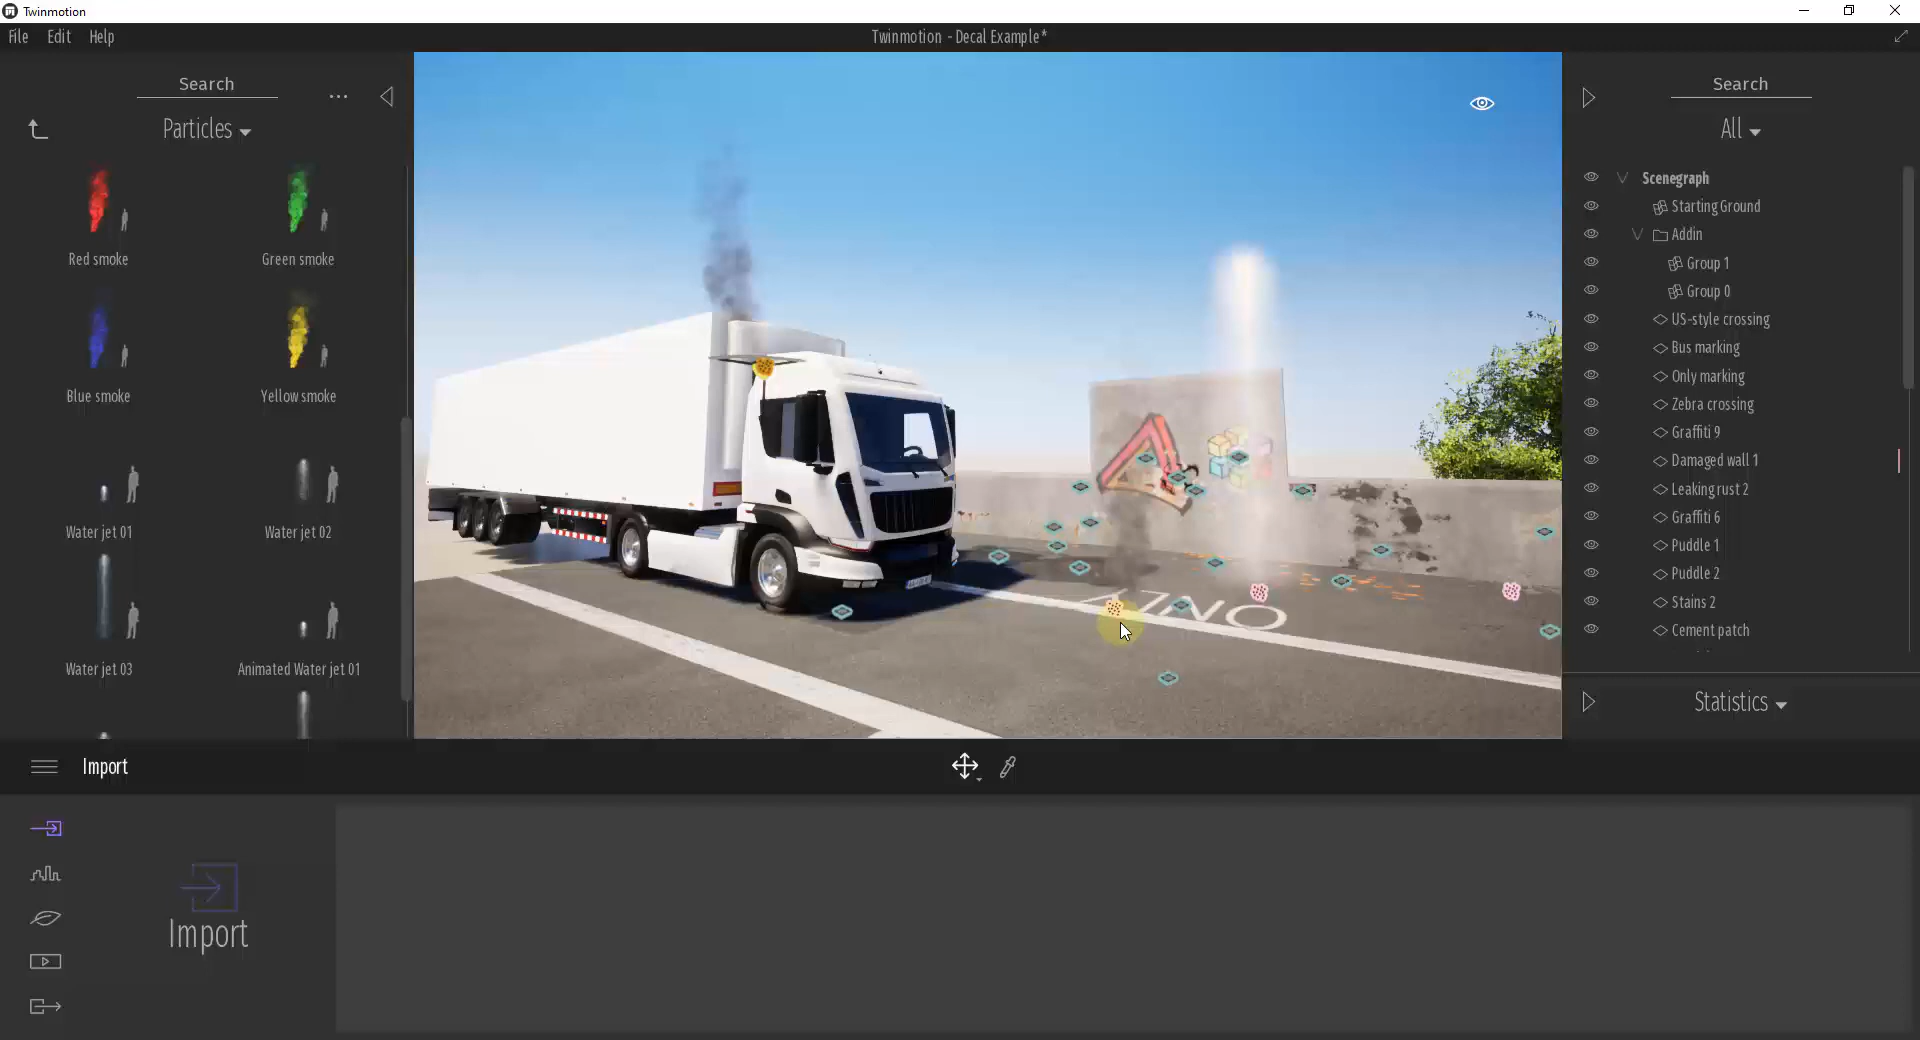 Twinmotion
File Edit Help
Twinmotion - Decal Example*
Search
Particles
Red smoke
Green smoke
Blue smoke
Yellow smoke
Water jet 01
Water jet 02
Water jet 03
Animated Water jet 01
ONLY
Search
All
Scenegraph
Starting Ground
Addin
Group 1
Group 0
US-style crossing
Bus marking
Only marking
Zebra crossing
Graffiti 9
Damaged wall 1
Leaking rust 2
Graffiti 6
Puddle 1
Puddle 2
Stains 2
Cement patch
Statistics
Import
Import